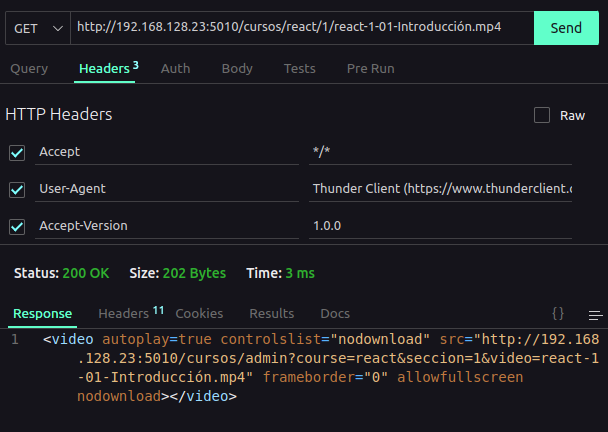 GET http://192.168.128.23:5010/cursos/react/1/react-1-01-Introducción.mp4 Send
Query Headers 3 Auth Body Tests Pre Run
HTTP Headers Raw
Accept */*
User-Agent Thunder Client (https://www.thunderclient.c
Accept-Version 1.0.0
Status: 200 OK Size: 202 Bytes Time: 3 ms
Response Headers 11 Cookies Results Docs {}
1 <video autoplay=true controlslist="nodownload" src="http://192.168
.128.23:5010/cursos/admin?course=react&seccion=1&video=react-1
-01-Introducción.mp4" frameborder="0" allowfullscreen
nodownload></video>